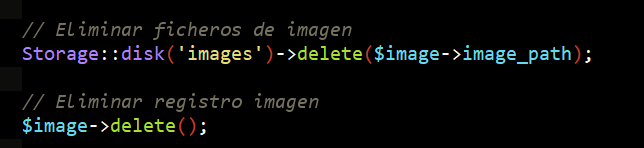 // Eliminar ficheros de imagen
Storage::disk('images')->delete($image->image_path);
// Eliminar registro imagen
$image->delete();